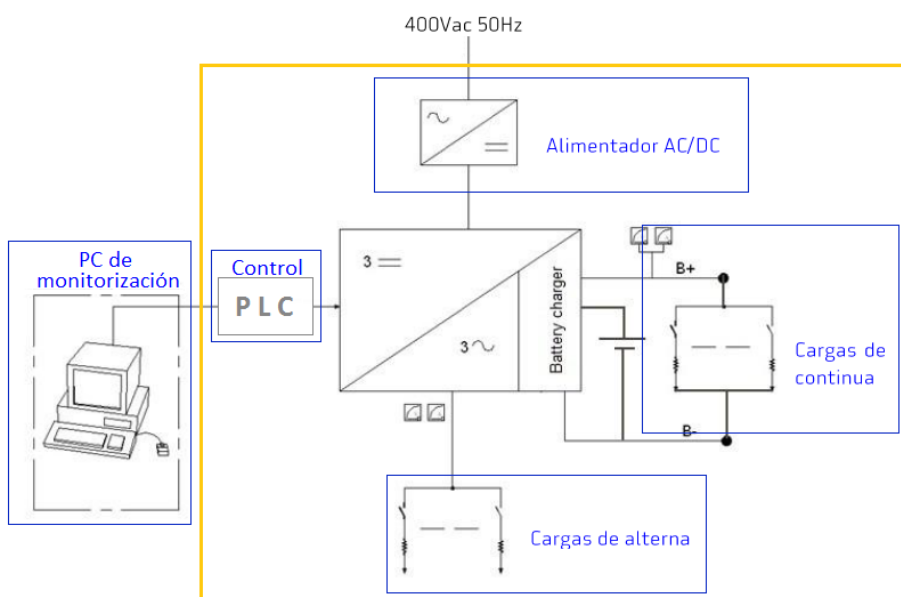 400Vac 50Hz
Alimentador AC/DC
PC de
monitorización
Control
PLC
3
3
Battery charger
B+
B-
Cargas de
continua
Cargas de alterna